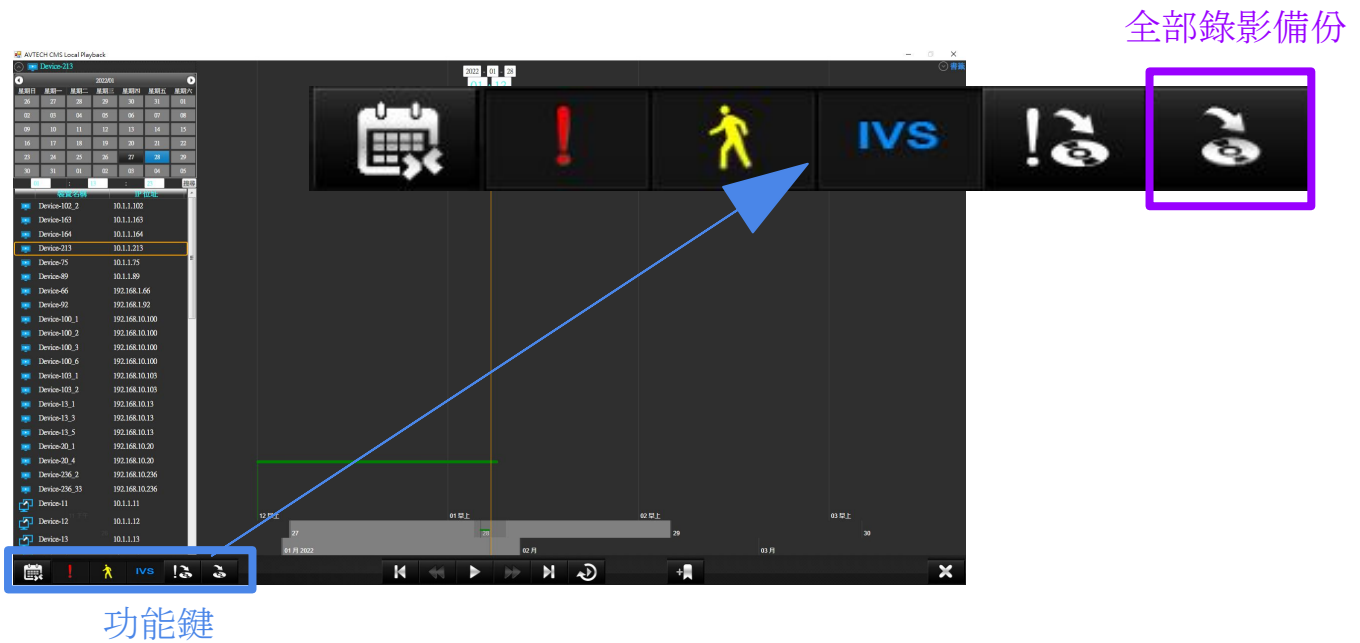 全部錄影備份
AVTECH CMS Local Playback
Device-213
2022/01
星期日 星期一 星期二 星期三 星期四 星期五 星期六
26 27 28 29 30 31 01
02 03 04 05 06 07 08
09 10 11 12 13 14 15
16 17 18 19 20 21 22
23 24 25 26 27 28 29
30 31 01 02 03 04 05
搜尋
2022 - 01 - 28
書籤
IVS
Device-102_2 10.1.1.102
Device-163 10.1.1.163
Device-164 10.1.1.164
Device-213 10.1.1.213
Device-75 10.1.1.75
Device-89 10.1.1.89
Device-66 192.168.1.66
Device-92 192.168.1.92
Device-100_1 192.168.10.100
Device-100_2 192.168.10.100
Device-100_3 192.168.10.100
Device-100_6 192.168.10.100
Device-103_1 192.168.10.103
Device-103_2 192.168.10.103
Device-13_1 192.168.10.13
Device-13_3 192.168.10.13
Device-13_5 192.168.10.13
Device-20_1 192.168.10.20
Device-20_4 192.168.10.20
Device-236_2 192.168.10.236
Device-236_33 192.168.10.236
Device-11 10.1.1.11
Device-12 10.1.1.12
Device-13 10.1.1.13
12 早上 01 早上 02 早上 03 早上
27 28 29 30
01 月 2022 02 月 03 月
IVS
功能鍵